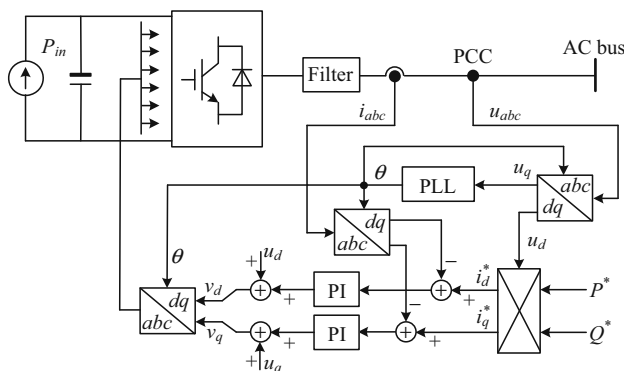 P_in
Filter
PCC
AC bus
i_abc
u_abc
θ
PLL
u_q
abc
dq
dq
abc
θ
u_d
u_d
+
−
−
v_d
+
PI
+
i_d^*
P^*
dq
abc
v_q
+
PI
+
i_q^*
Q^*
+
u_q